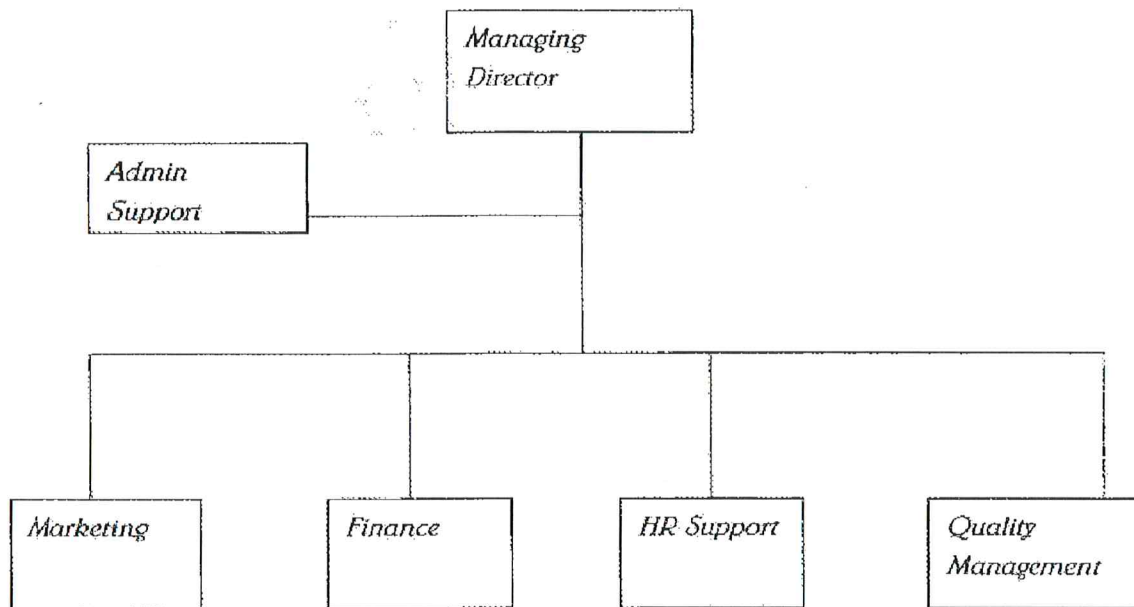 Managing
Director
Admin
Support
Marketing
Finance
HR Support
Quality
Management